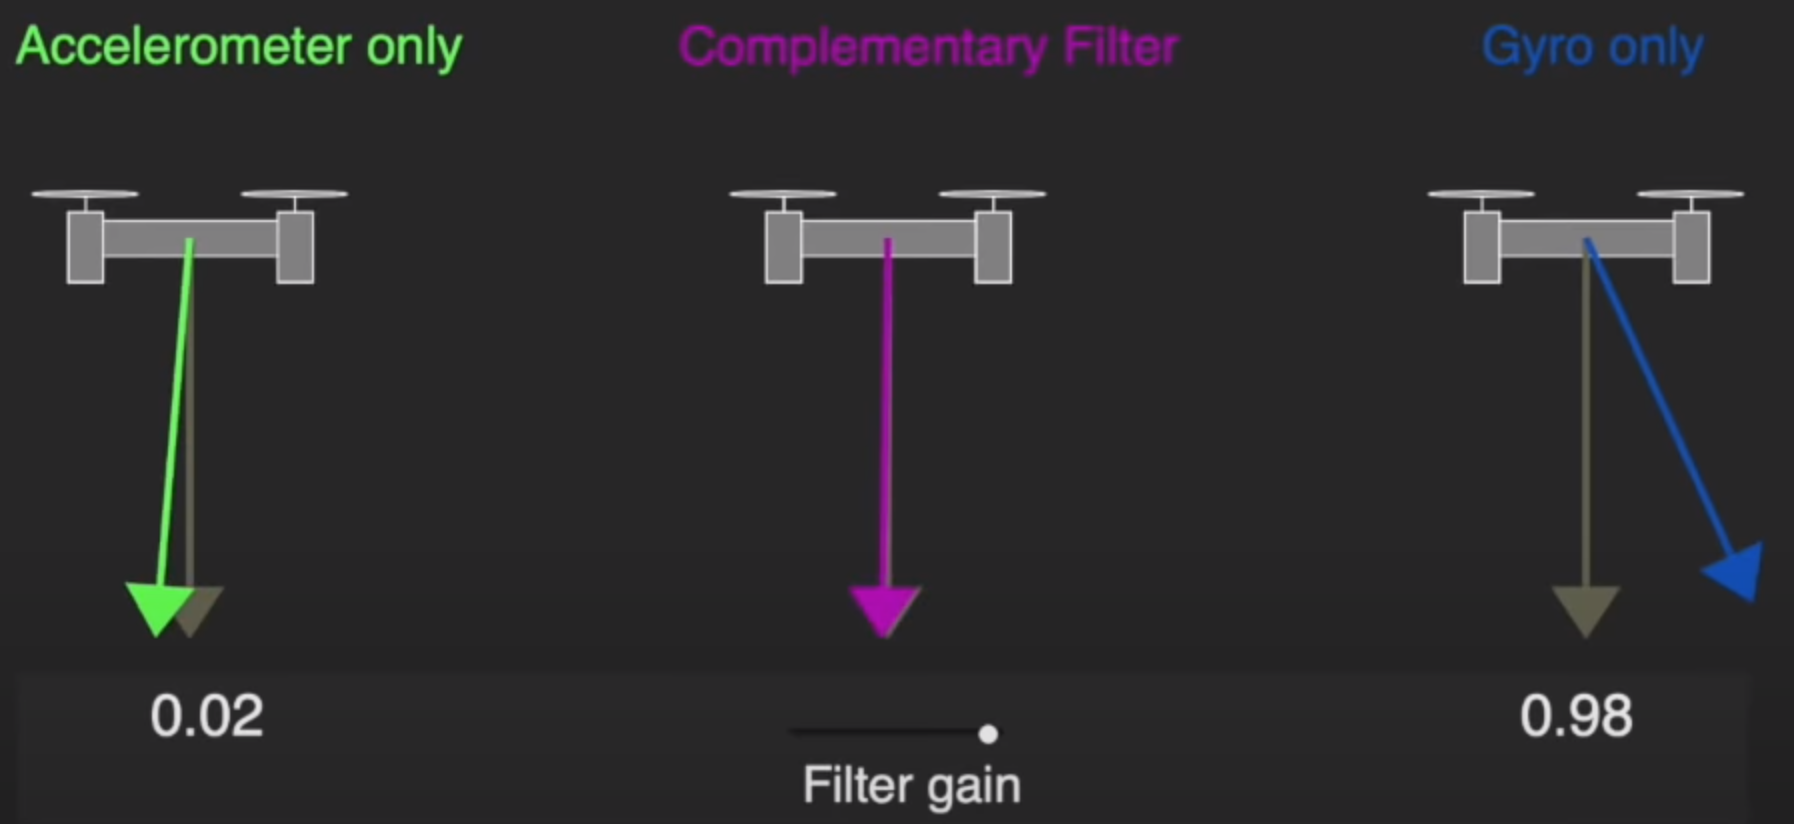 Accelerometer only
Complementary Filter
Gyro only
0.02
0.98
Filter gain